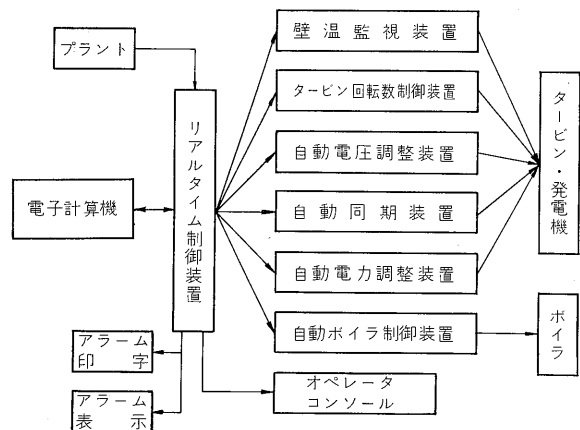 プラント
電子計算機
リアルタイム制御装置
アラーム
印字
アラーム
表示
壁温監視装置
タービン回転数制御装置
自動電圧調整装置
自動同期装置
自動電力調整装置
自動ボイラ制御装置
オペレータ
コンソール
タービン・発電機
ボイラ